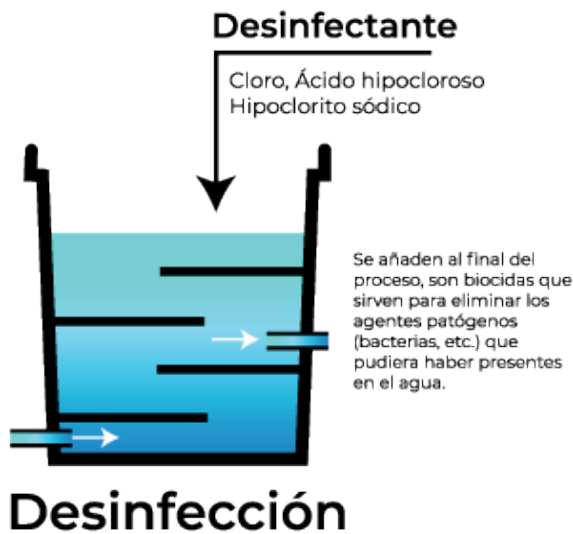 Desinfectante
Cloro, Ácido hipocloroso
Hipoclorito sódico
Se añaden al final del
proceso, son biocidas que
sirven para eliminar los
agentes patógenos
(bacterias, etc.) que
pudiera haber presentes
en el agua.
Desinfección